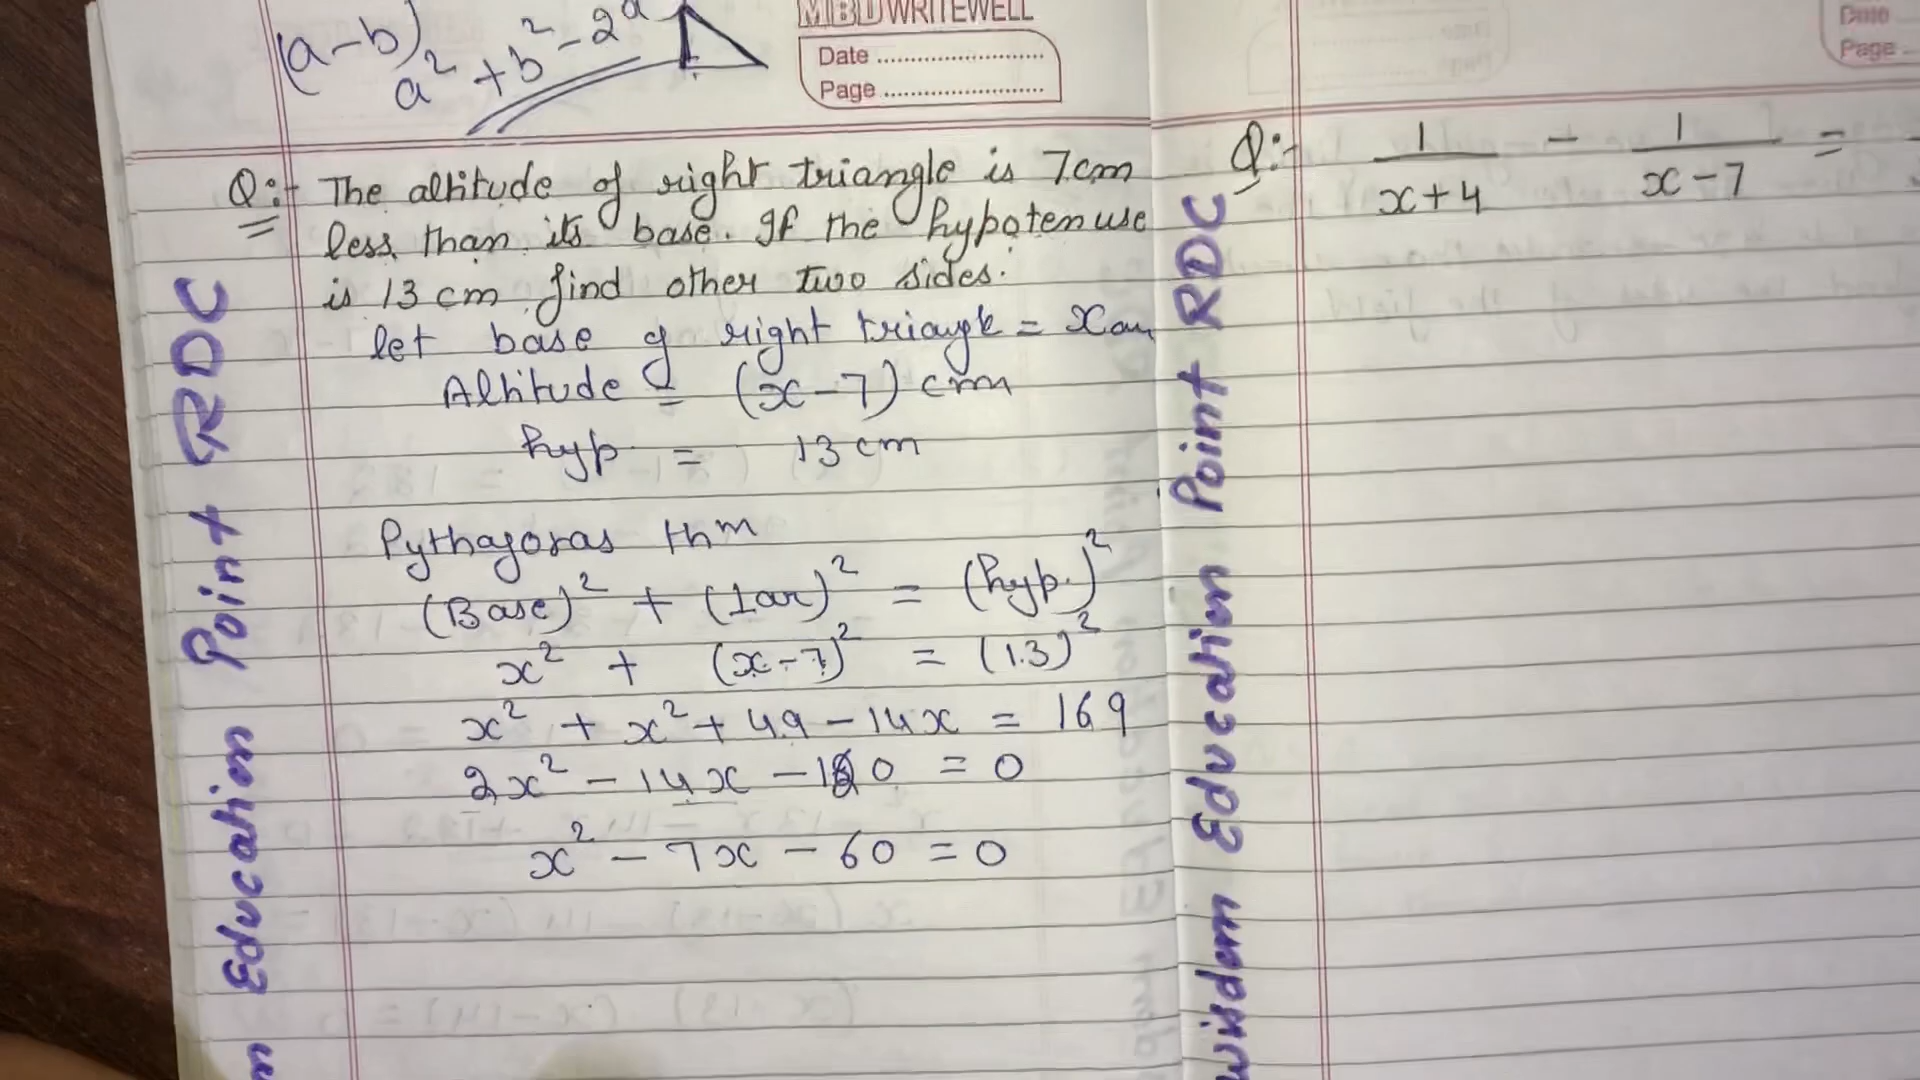 (a-b)
a² + b² - 2a
MBD WRITEWELL
Date
Page
Q:- The altitude of right triangle is 7cm
less than its base. If the hypotenuse
is 13 cm find other two sides.
let base of right triangle = x cm
Altitude = (x-7) cm
hyp = 13 cm
Pythagoras thm
(Base)² + (Lar)² = (hyp.)²
x² + (x-7)² = (13)²
x² + x² + 49 - 14x = 169
2x² - 14x - 120 = 0
x² - 7x - 60 = 0
Education Point RDC
Date
Page
Q:- 1/(x+4) - 1/(x-7) =
wisdom Education Point RDC